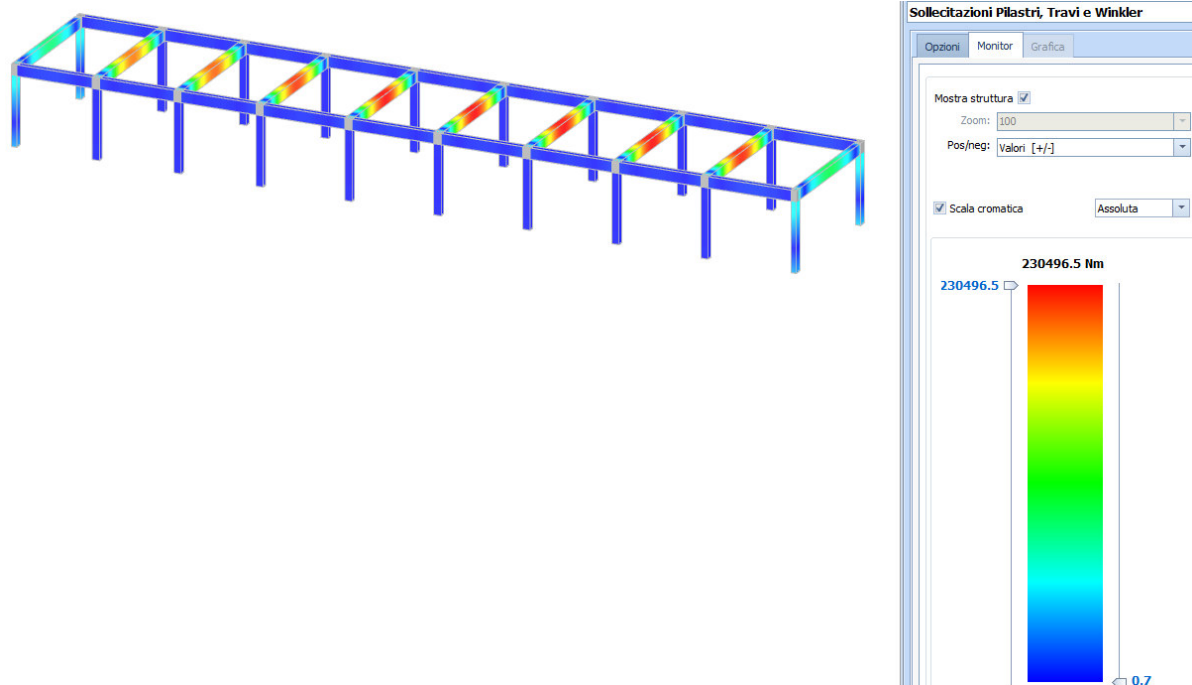 Sollecitazioni Pilastri, Travi e Winkler
Opzioni Monitor Grafica
Mostra struttura
Zoom: 100
Pos/neg: Valori [+/-]
Scala cromatica Assoluta
230496.5 Nm
230496.5
0.7